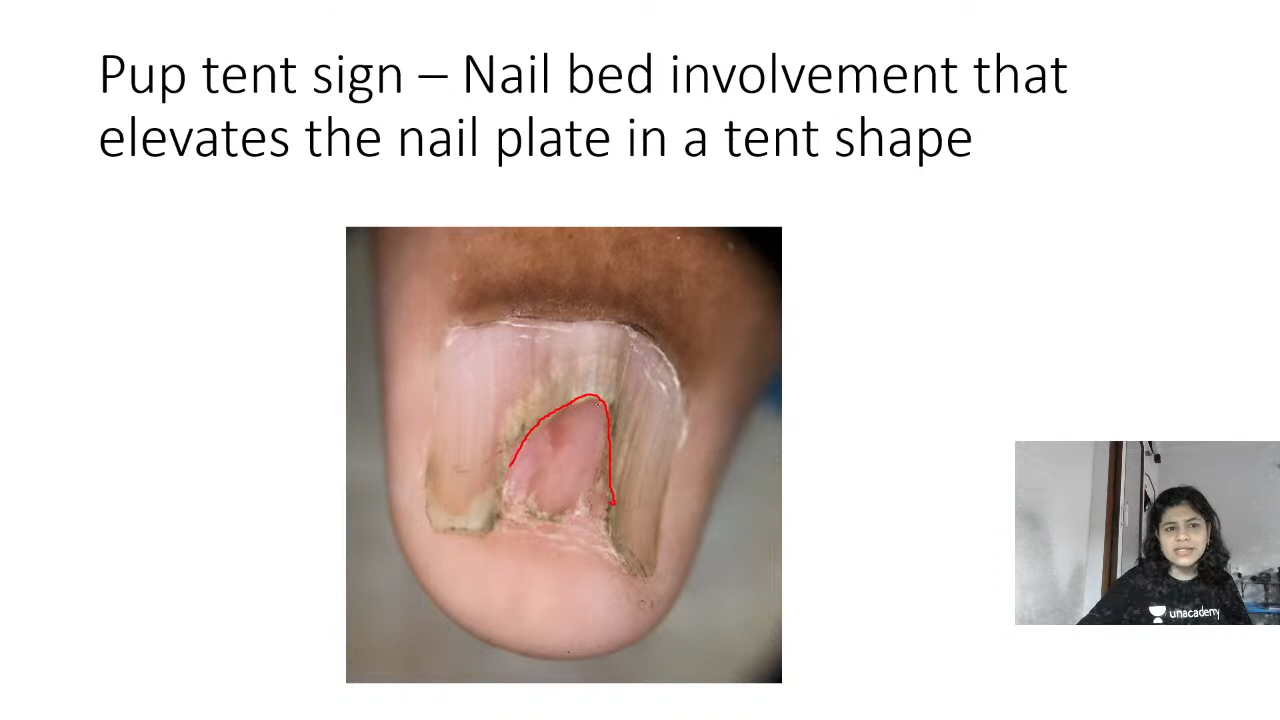 Pup tent sign – Nail bed involvement that
elevates the nail plate in a tent shape
unacademy